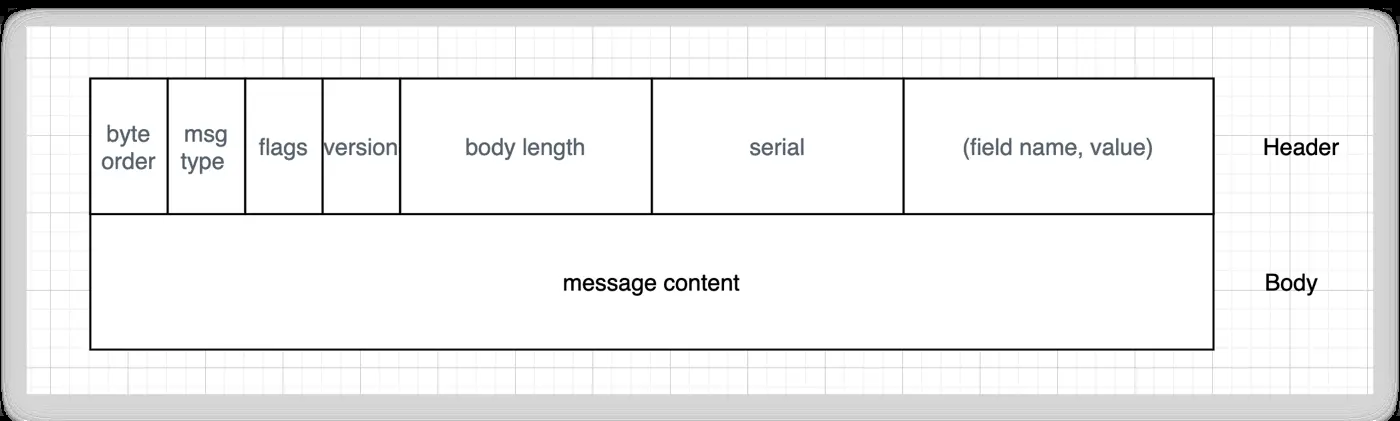 byte
order
msg
type
flags
version
body length
serial
(field name, value)
Header
message content
Body